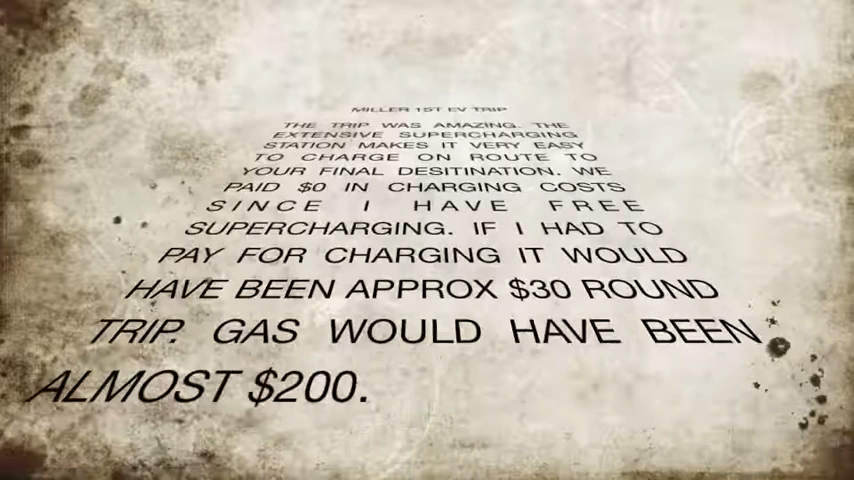 MILLER 1ST EV TRIP
THE TRIP WAS AMAZING. THE
EXTENSIVE SUPERCHARGING
STATION MAKES IT VERY EASY
TO CHARGE ON ROUTE TO
YOUR FINAL DESITINATION. WE
PAID $0 IN CHARGING COSTS
SINCE I HAVE FREE
SUPERCHARGING. IF I HAD TO
PAY FOR CHARGING IT WOULD
HAVE BEEN APPROX $30 ROUND
TRIP. GAS WOULD HAVE BEEN
ALMOST $200.